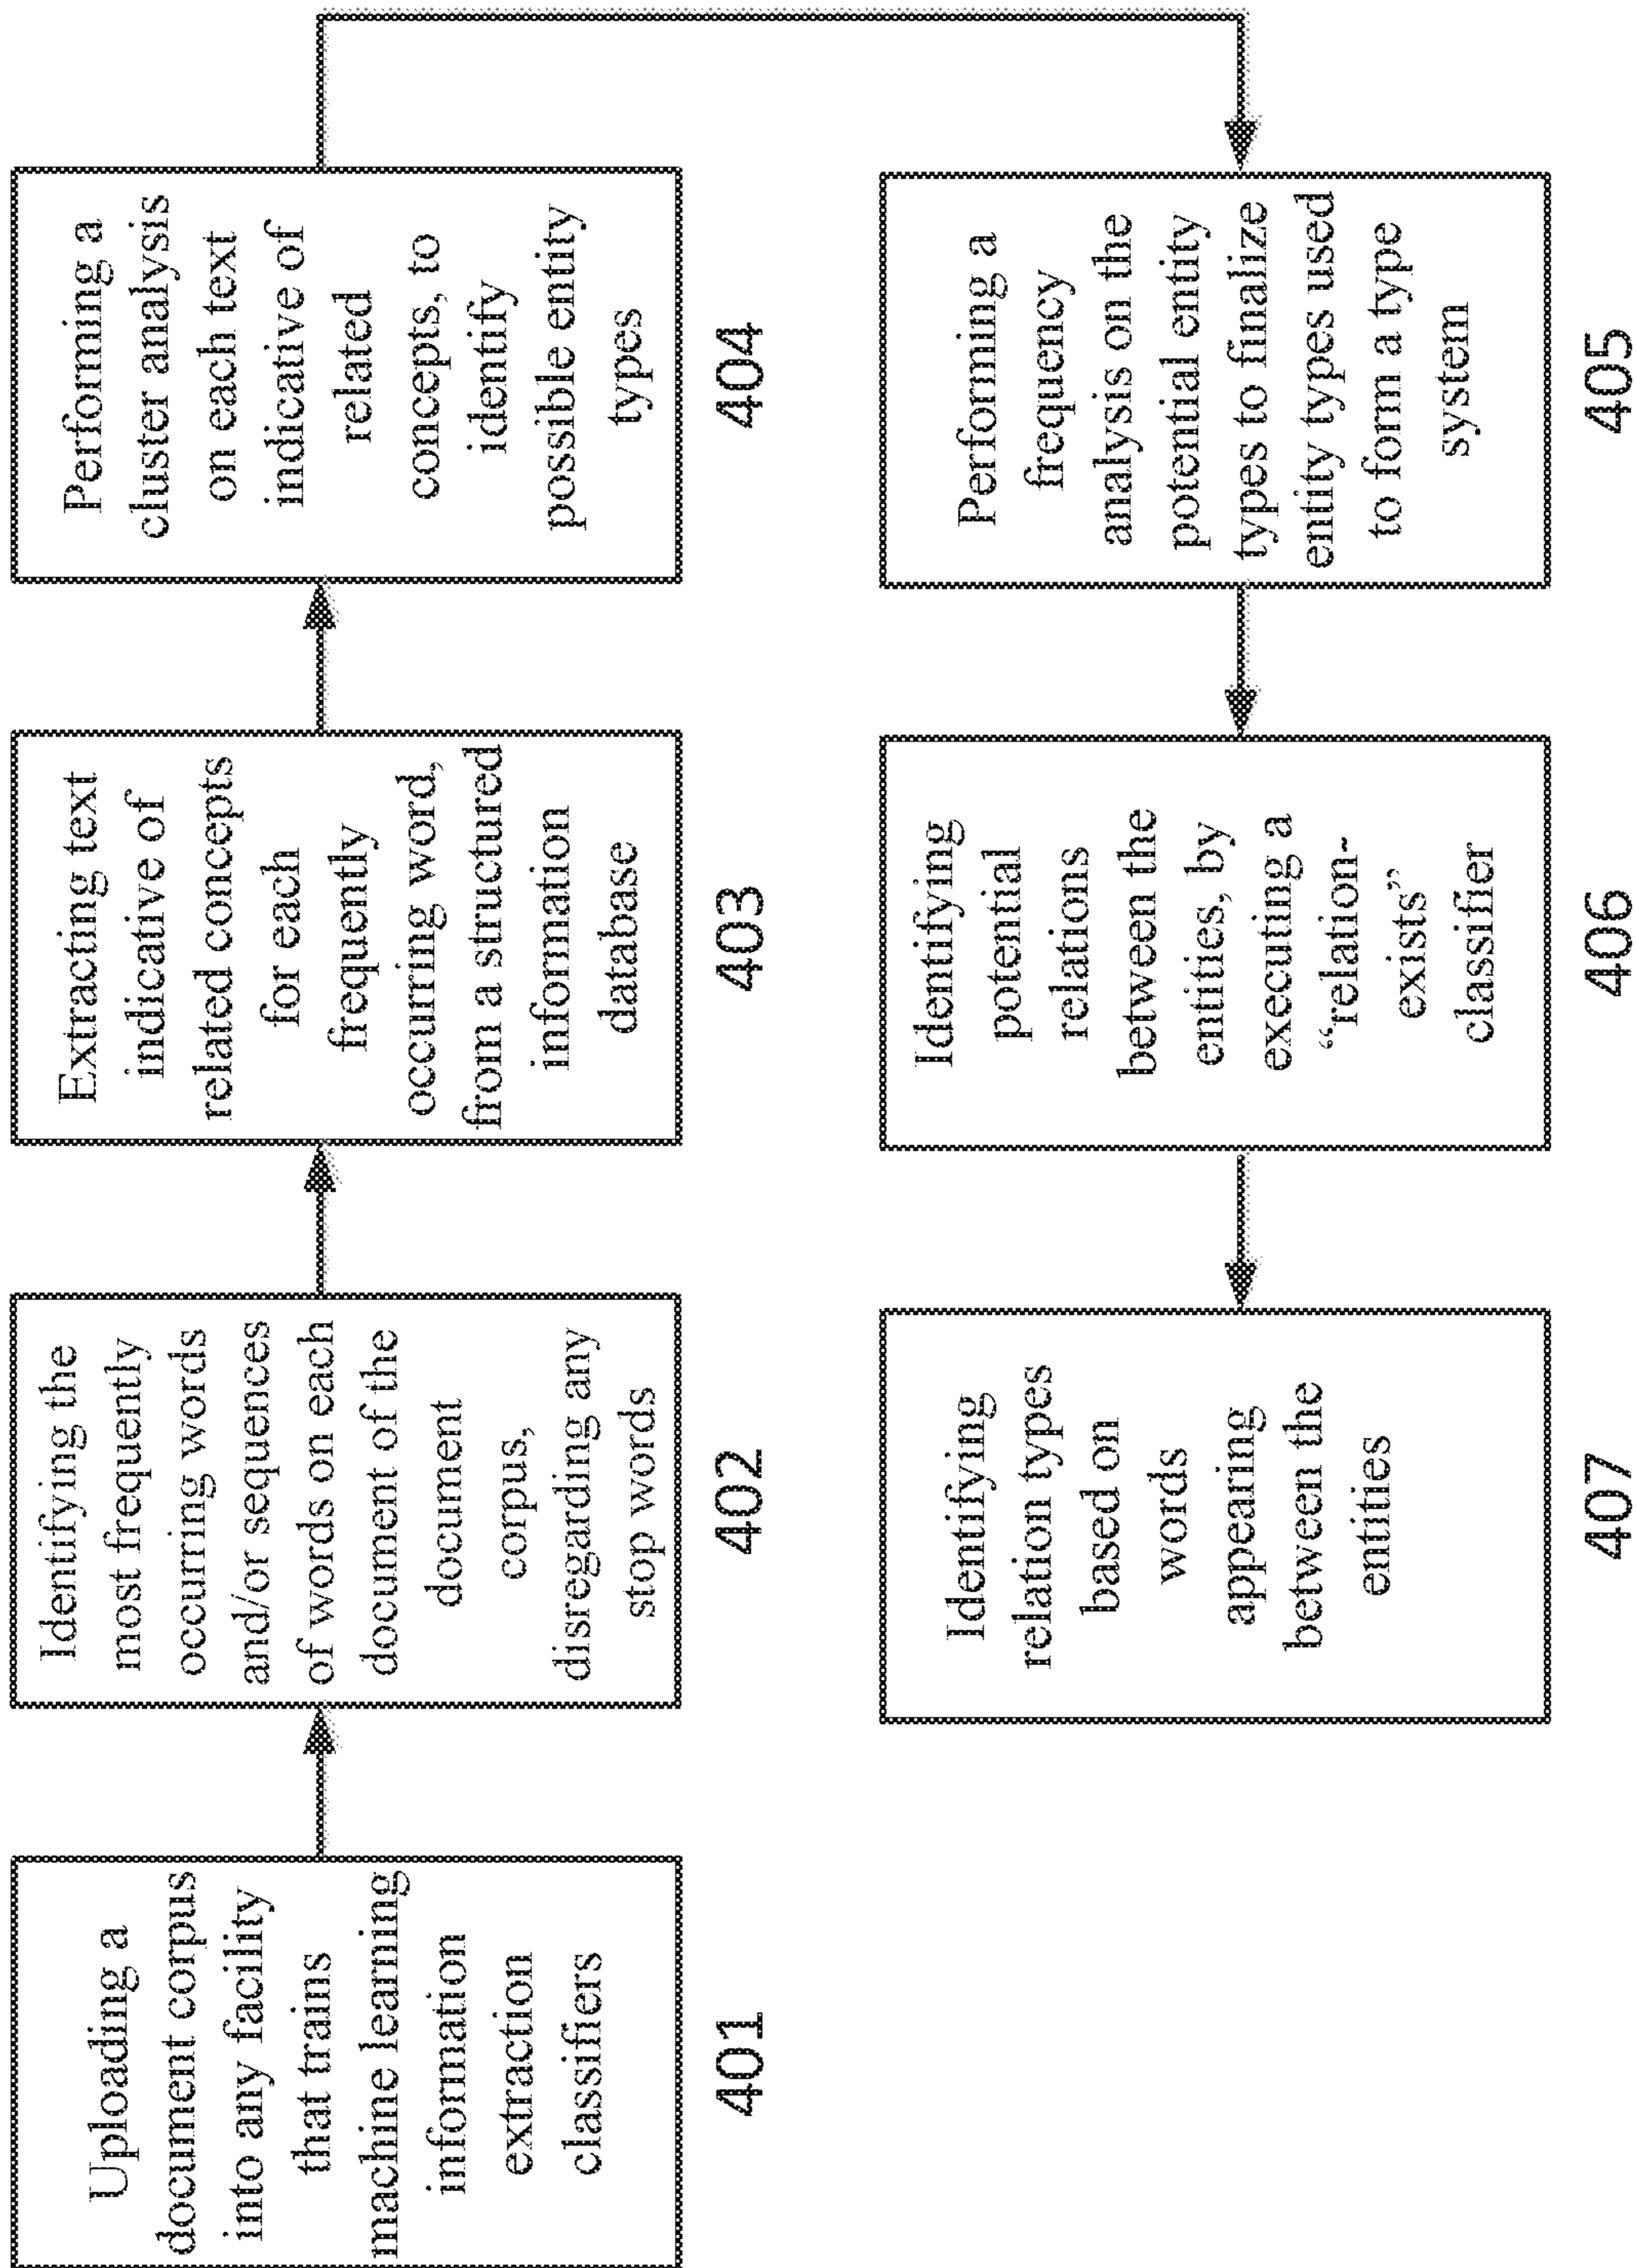 Uploading a
document corpus
into any facility
that trains
machine learning
information
extraction
classifiers
401
Identifying the
most frequently
occurring words
and/or sequences
of words on each
document of the
document
corpus,
disregarding any
stop words
402
Extracting text
indicative of
related concepts
for each
frequently
occurring word,
from a structured
information
database
403
Performing a
cluster analysis
on each text
indicative of
related
concepts, to
identify
possible entity
types
404
Performing a
frequency
analysis on the
potential entity
types to finalize
entity types used
to form a type
system
405
Identifying
potential
relations
between the
entities, by
executing a
“relation-
exists”
classifier
406
Identifying
relation types
based on
words
appearing
between the
entities
407